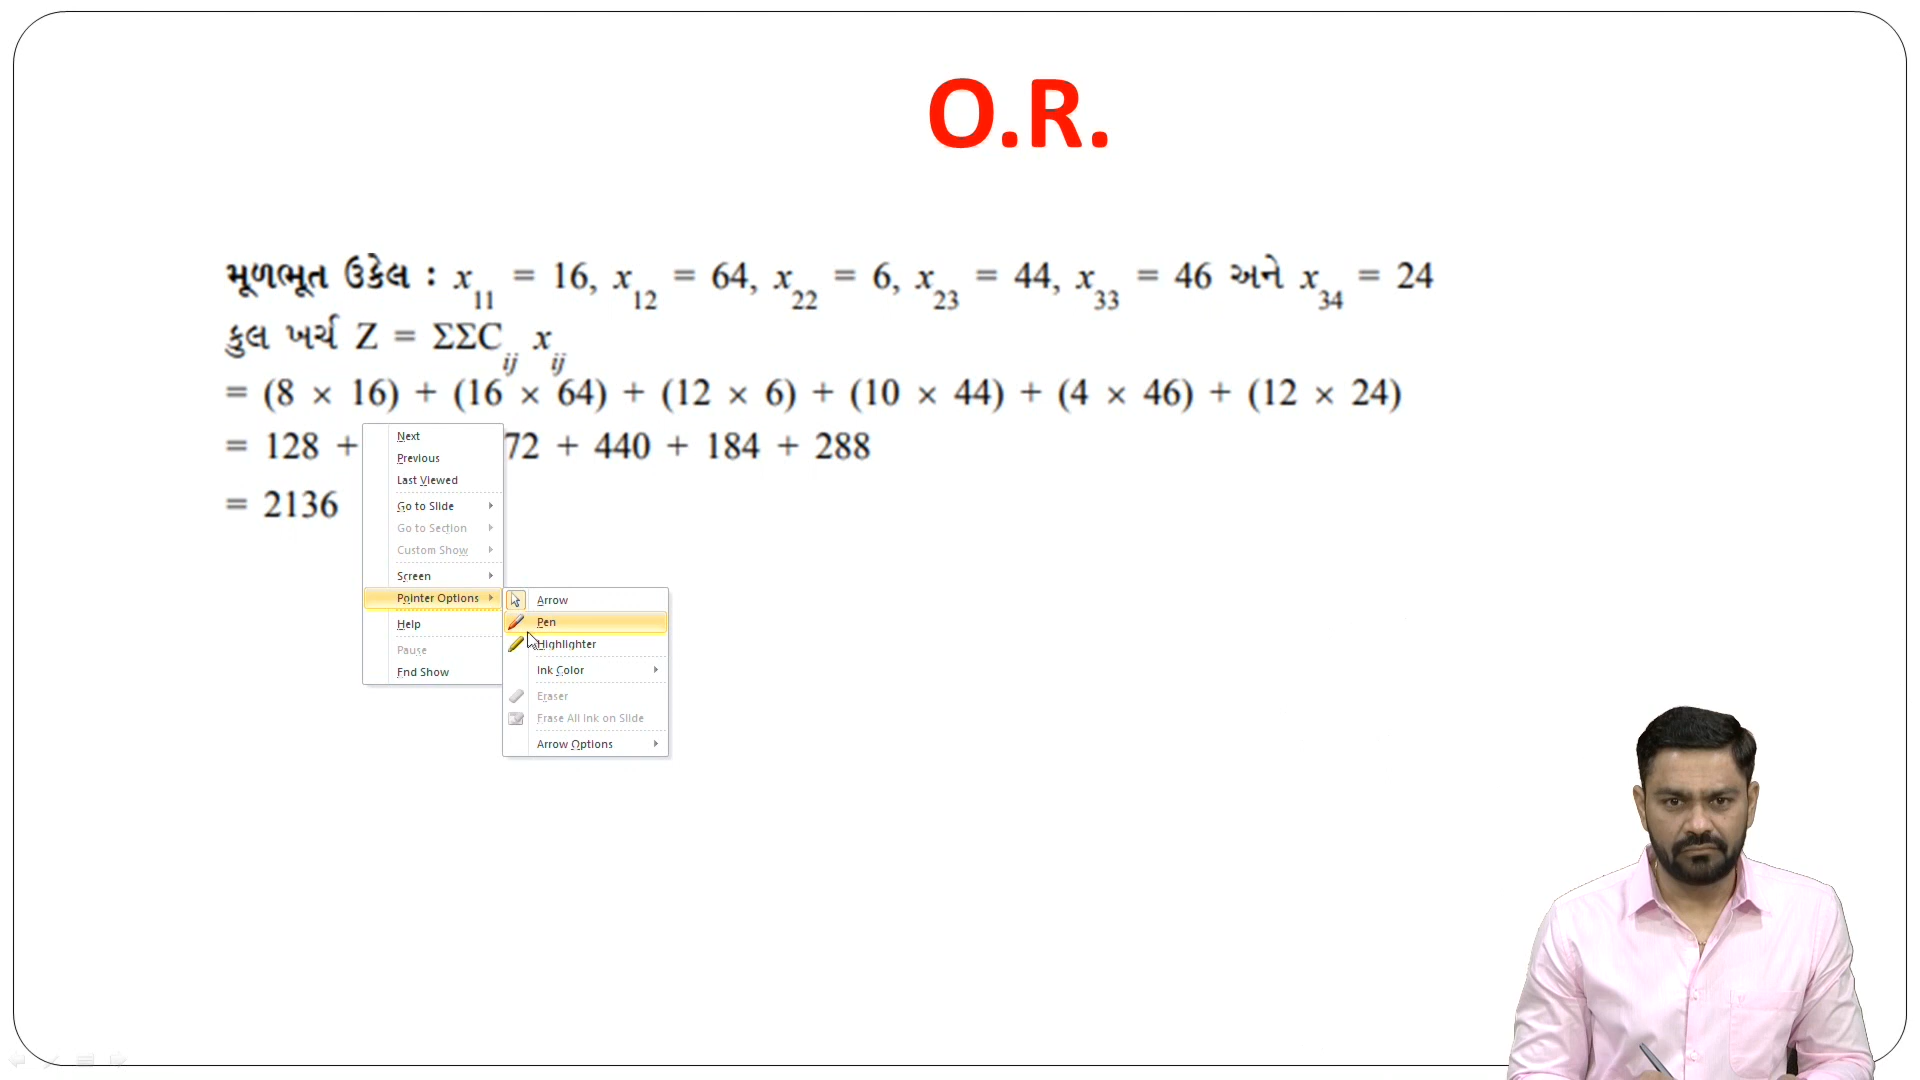 O.R.
મૂળભૂત ઉકેલ : x11 = 16, x12 = 64, x22 = 6, x23 = 44, x33 = 46 અને x34 = 24
કુલ ખર્ચ Z = ΣΣCij xij
= (8 × 16) + (16 × 64) + (12 × 6) + (10 × 44) + (4 × 46) + (12 × 24)
= 128 + 72 + 440 + 184 + 288
= 2136
Next
Previous
Last Viewed
Go to Slide
Go to Section
Custom Show
Screen
Pointer Options
Help
Pause
End Show
Arrow
Pen
Highlighter
Ink Color
Eraser
Erase All Ink on Slide
Arrow Options